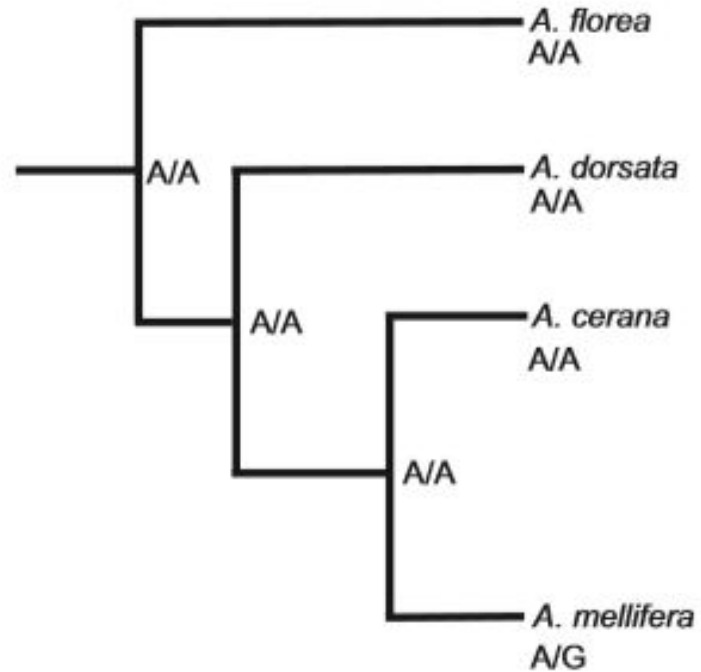 A. florea
A/A
A/A
A. dorsata
A/A
A/A
A. cerana
A/A
A/A
A. mellifera
A/G